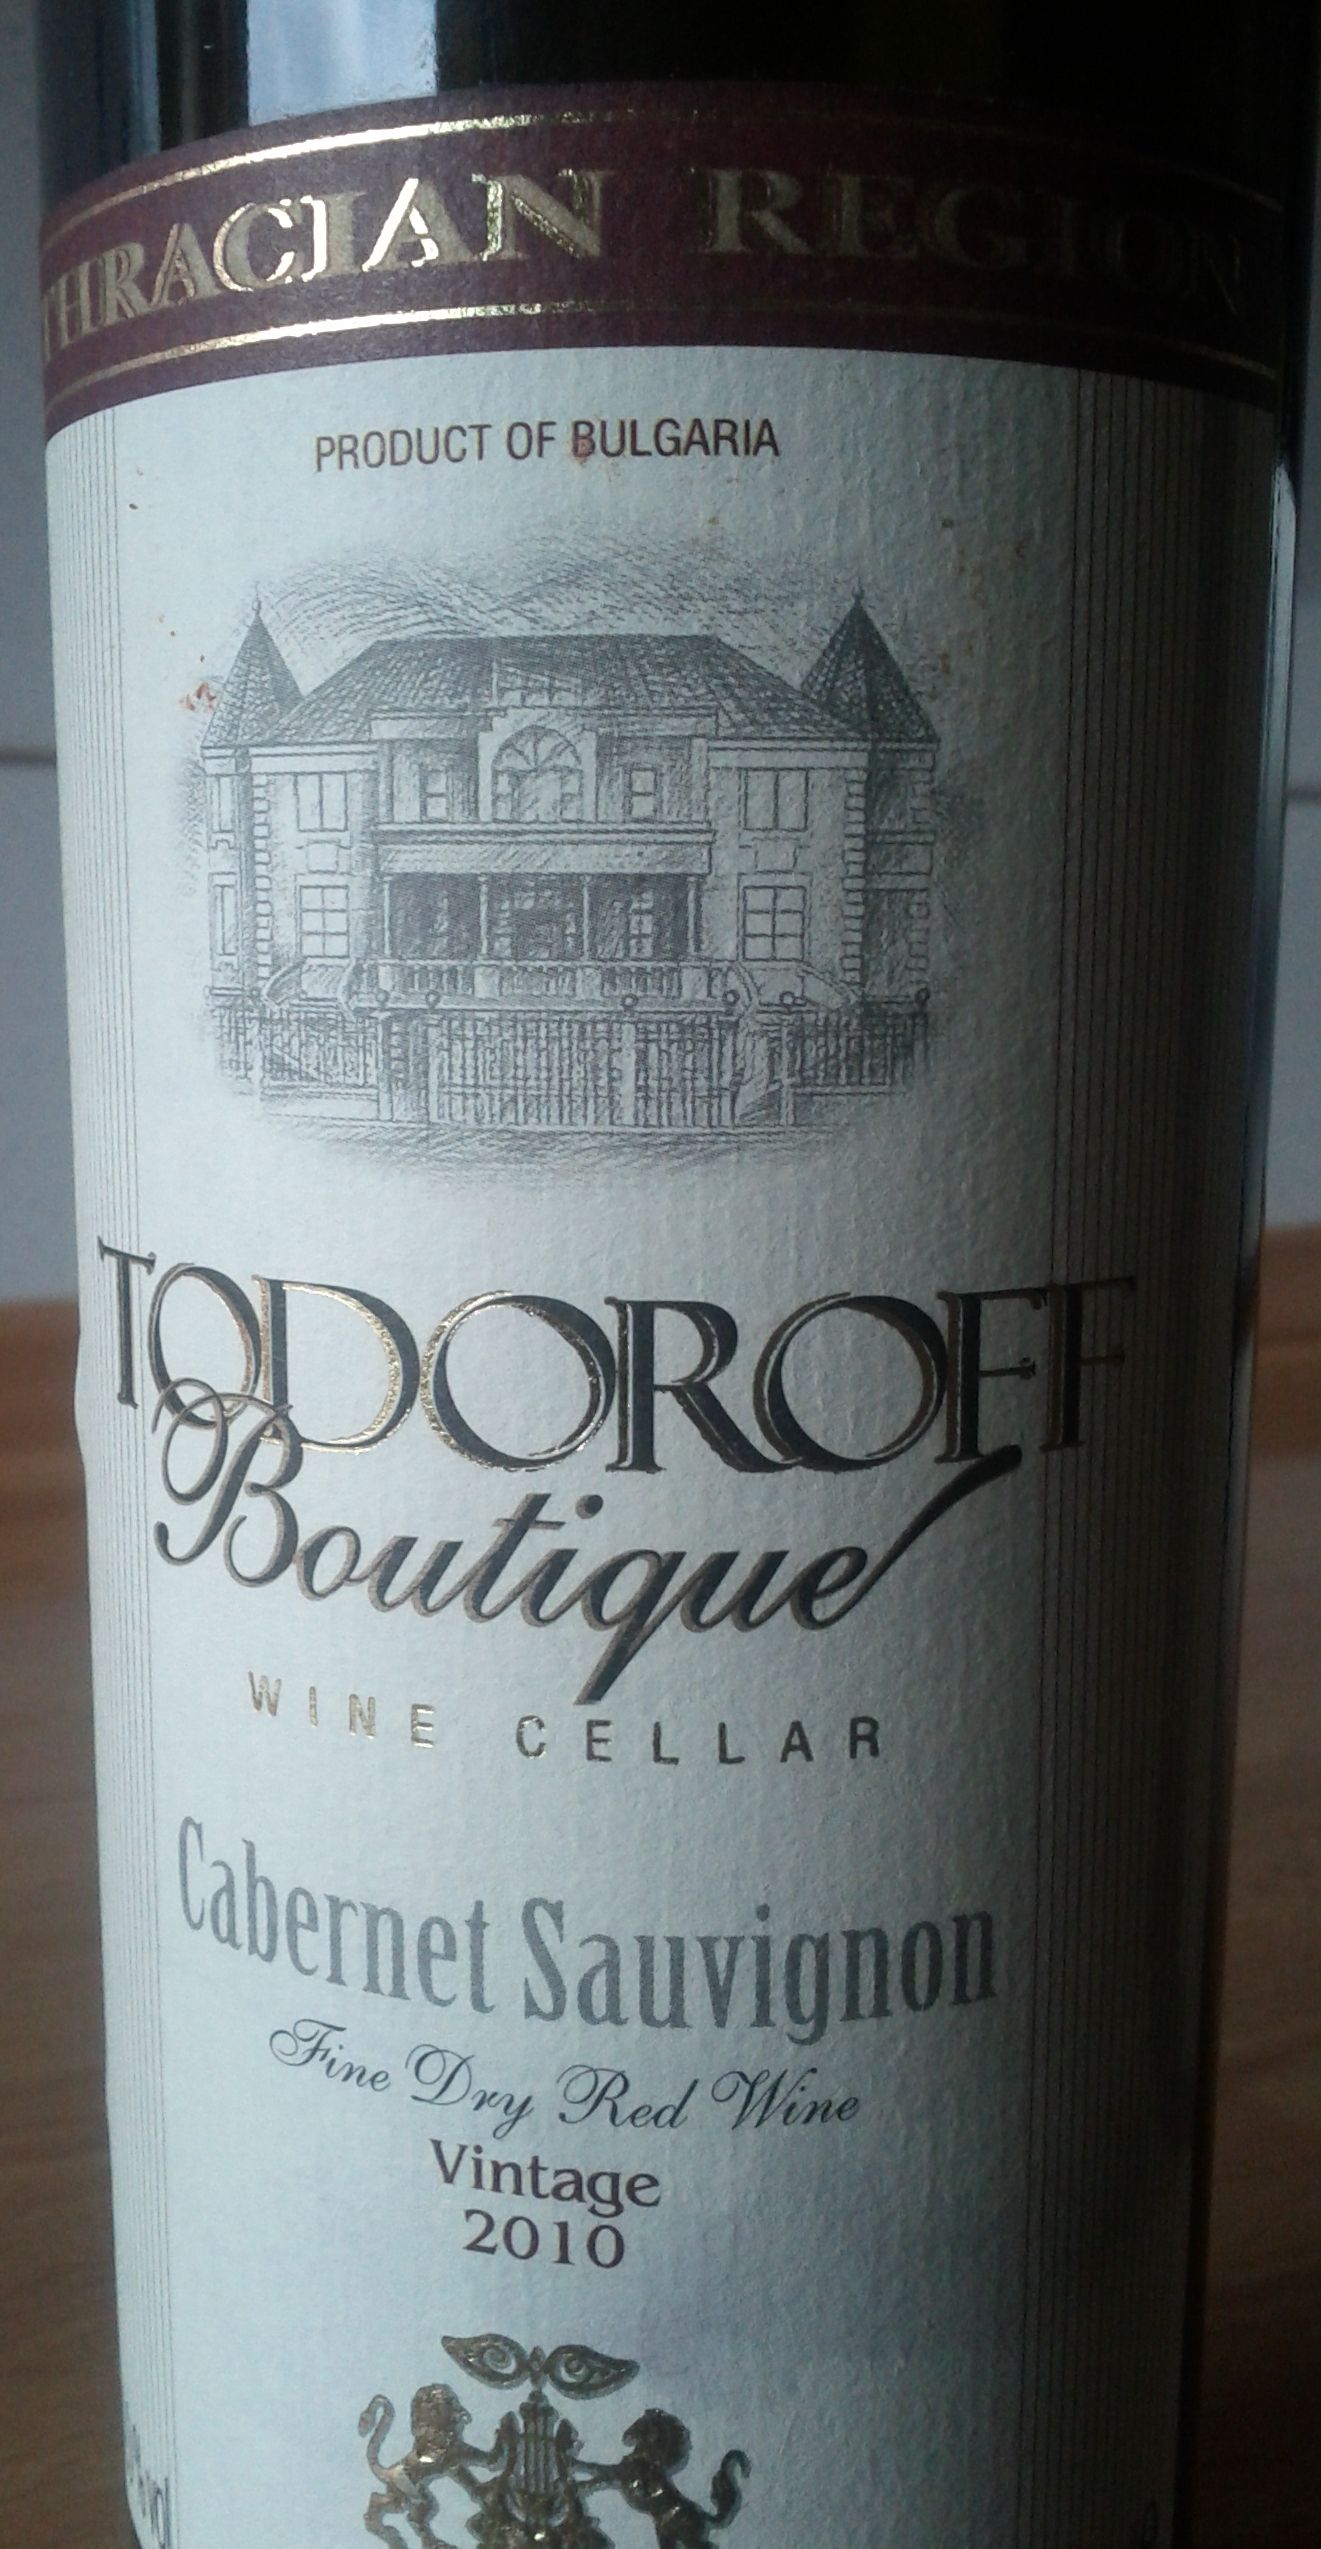 THRACIAN REGION
PRODUCT OF BULGARIA
TODOROFF
Boutique
WINE CELLAR
Cabernet Sauvignon
Fine Dry Red Wine
Vintage
2010